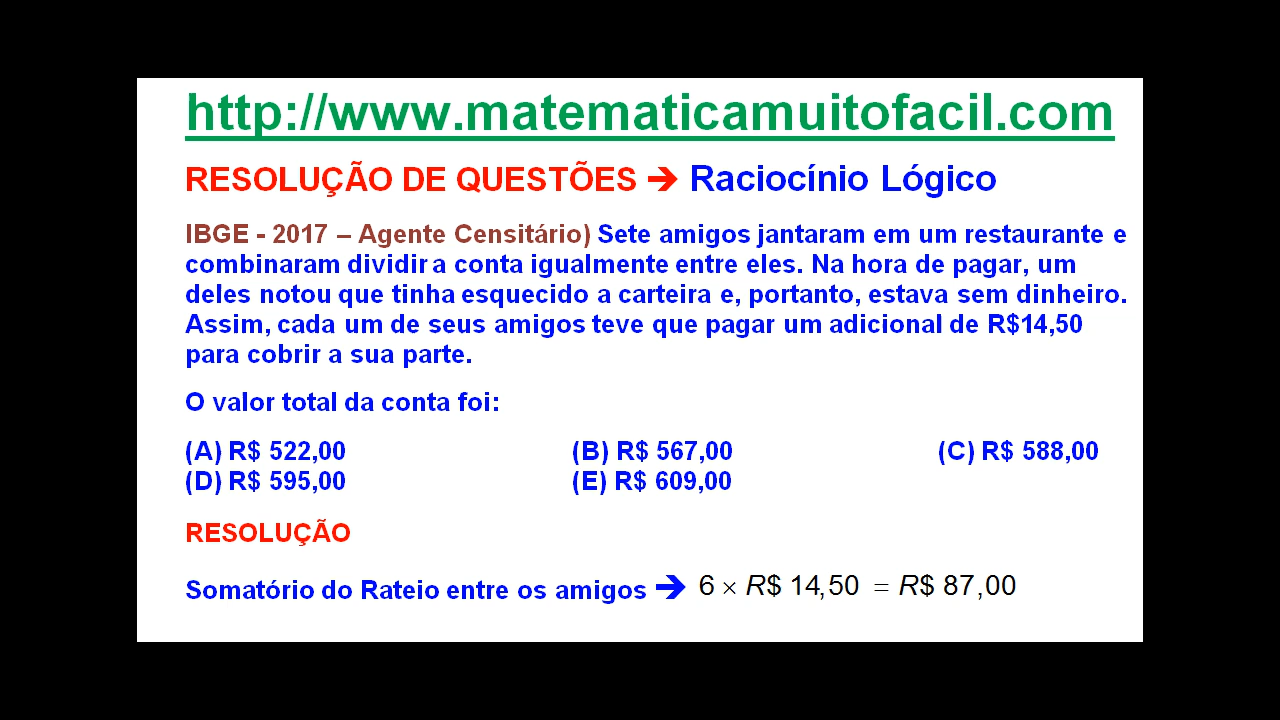 http://www.matematicamuitofacil.com
RESOLUÇÃO DE QUESTÕES ➔ Raciocínio Lógico
IBGE - 2017 – Agente Censitário) Sete amigos jantaram em um restaurante e
combinaram dividir a conta igualmente entre eles. Na hora de pagar, um
deles notou que tinha esquecido a carteira e, portanto, estava sem dinheiro.
Assim, cada um de seus amigos teve que pagar um adicional de R$14,50
para cobrir a sua parte.
O valor total da conta foi:
(A) R$ 522,00 (B) R$ 567,00 (C) R$ 588,00
(D) R$ 595,00 (E) R$ 609,00
RESOLUÇÃO
Somatório do Rateio entre os amigos ➔ 6 × R$ 14,50 = R$ 87,00